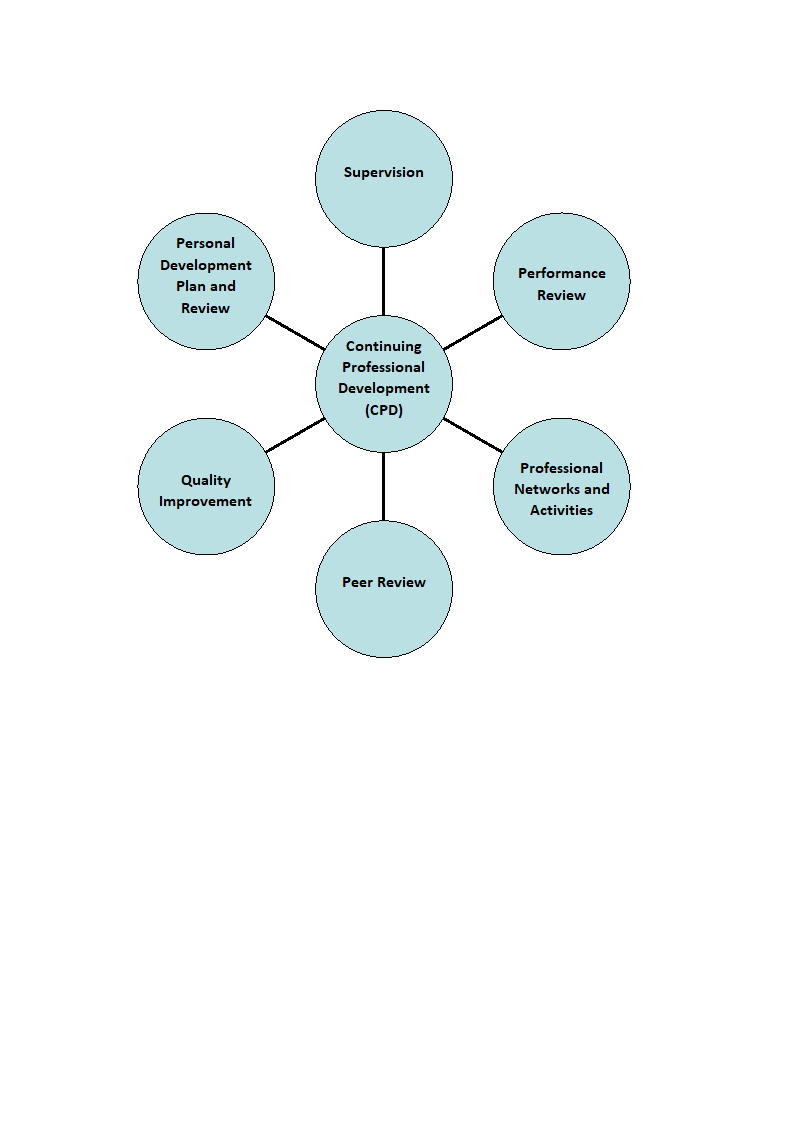 Supervision
Personal
Development
Plan and
Review
Performance
Review
Continuing
Professional
Development
(CPD)
Quality
Improvement
Professional
Networks and
Activities
Peer Review